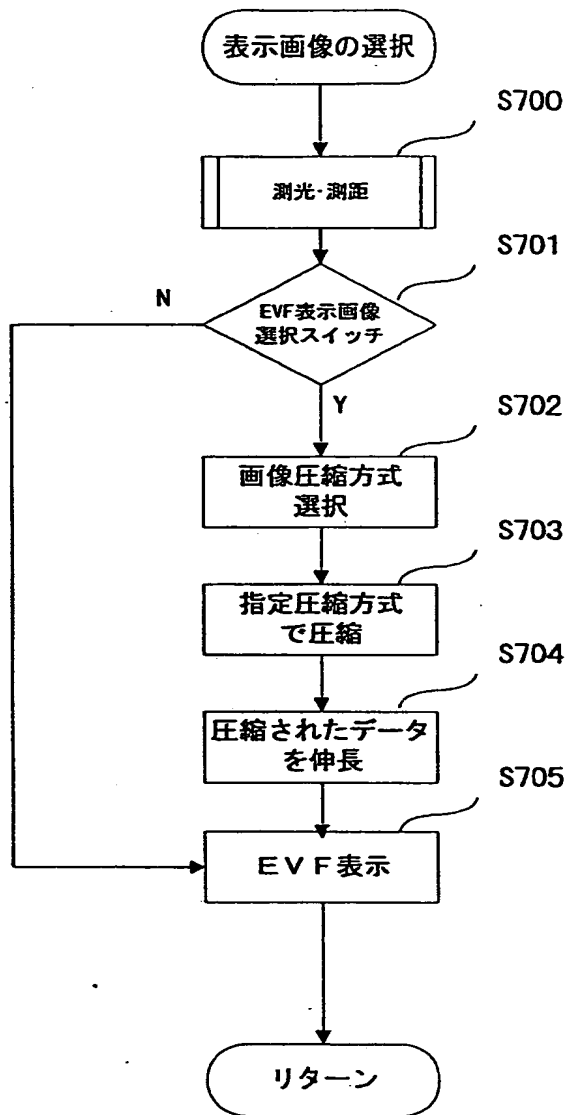 表示画像の選択
S700
測光・測距
S701
N
EVF表示画像
選択スイッチ
Y
S702
画像圧縮方式
選択
S703
指定圧縮方式
で圧縮
S704
圧縮されたデータ
を伸長
S705
EVF表示
リターン